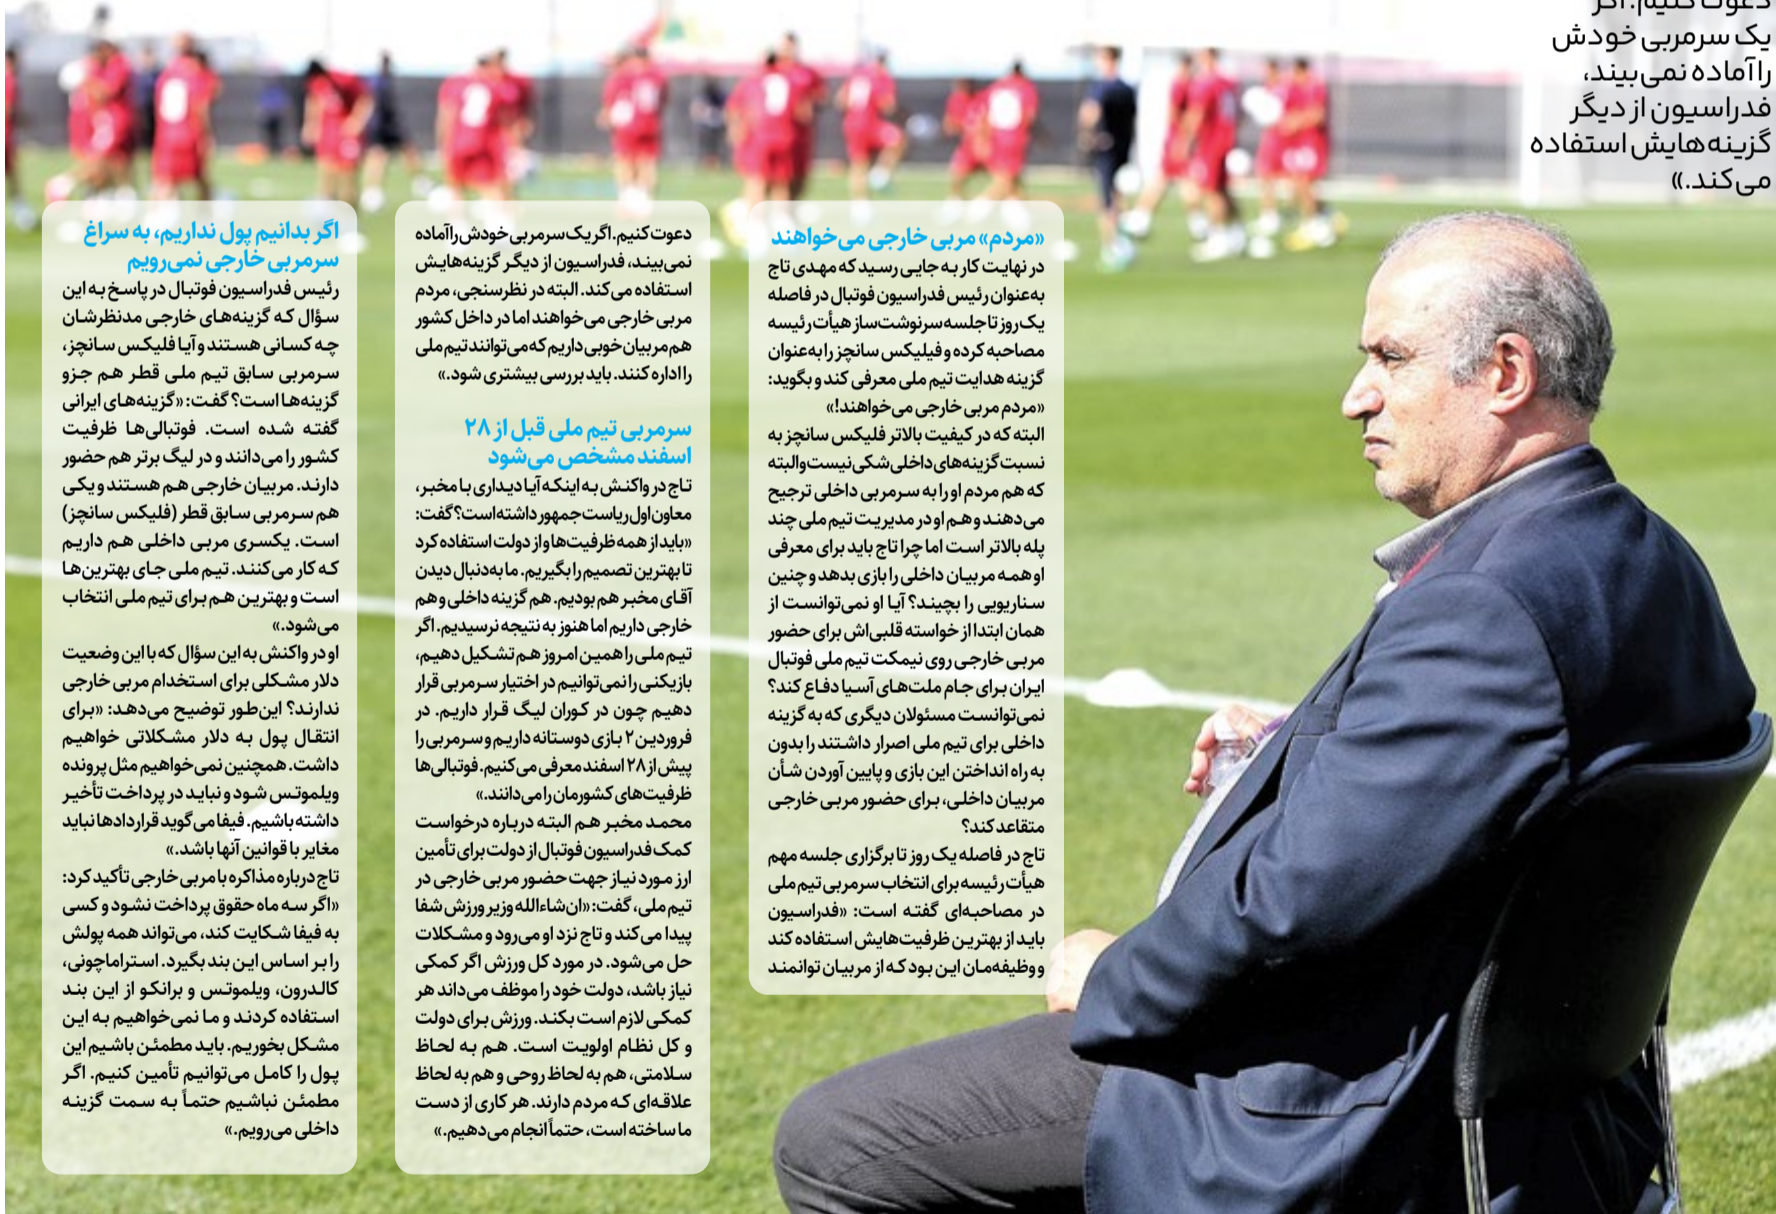 دعوت کنیم. اگر
یک سرمربی خودش
را آماده نمی‌بیند،
فدراسیون از دیگر
گزینه‌هایش استفاده
می‌کند.»
«مردم» مربی خارجی می‌خواهند
در نهایت کار به جایی رسید که مهدی تاج
به‌عنوان رئیس فدراسیون فوتبال در فاصله
یک روز تا جلسه سرنوشت‌ساز هیأت رئیسه
مصاحبه کرده و فیلیکس سانچز را به‌عنوان
گزینه هدایت تیم ملی معرفی کند و بگوید:
«مردم مربی خارجی می‌خواهند!»
البته که در کیفیت بالاتر فلیکس سانچز به
نسبت گزینه‌های داخلی شکی نیست و البته
که هم مردم او را به سرمربی داخلی ترجیح
می‌دهند و هم او در مدیریت تیم ملی چند
پله بالاتر است اما چرا تاج باید برای معرفی
او همه مربیان داخلی را بازی بدهد و چنین
سناریویی را بچیند؟ آیا او نمی‌توانست از
همان ابتدا از خواسته قلبی‌اش برای حضور
مربی خارجی روی نیمکت تیم ملی فوتبال
ایران برای جام ملت‌های آسیا دفاع کند؟
نمی‌توانست مسئولان دیگری که به گزینه
داخلی برای تیم ملی اصرار داشتند را بدون
به راه انداختن این بازی و پایین آوردن شأن
مربیان داخلی، برای حضور مربی خارجی
متقاعد کند؟
تاج در فاصله یک روز تا برگزاری جلسه مهم
هیأت رئیسه برای انتخاب سرمربی تیم ملی
در مصاحبه‌ای گفته است: «فدراسیون
باید از بهترین ظرفیت‌هایش استفاده کند
و وظیفه‌مان این بود که از مربیان توانمند
دعوت کنیم. اگر یک سرمربی خودش را آماده
نمی‌بیند، فدراسیون از دیگر گزینه‌هایش
استفاده می‌کند. البته در نظرسنجی، مردم
مربی خارجی می‌خواهند اما در داخل کشور
هم مربیان خوبی داریم که می‌توانند تیم ملی
را اداره کنند. باید بررسی بیشتری شود.»
سرمربی تیم ملی قبل از ۲۸
اسفند مشخص می‌شود
تاج در واکنش به اینکه آیا دیداری با مخبر،
معاون اول ریاست جمهور داشته است؟ گفت:
«باید از همه ظرفیت‌ها و از دولت استفاده کرد
تا بهترین تصمیم را بگیریم. ما به‌دنبال دیدن
آقای مخبر هم بودیم. هم گزینه داخلی و هم
خارجی داریم اما هنوز به نتیجه نرسیدیم. اگر
تیم ملی را همین امروز هم تشکیل دهیم،
بازیکنی را نمی‌توانیم در اختیار سرمربی قرار
دهیم چون در کوران لیگ قرار داریم. در
فروردین ۲ بازی دوستانه داریم و سرمربی را
پیش از ۲۸ اسفند معرفی می‌کنیم. فوتبالی‌ها
ظرفیت‌های کشورمان را می‌دانند.»
محمد مخبر هم البته درباره درخواست
کمک فدراسیون فوتبال از دولت برای تأمین
ارز مورد نیاز جهت حضور مربی خارجی در
تیم ملی، گفت: «ان‌شاءالله وزیر ورزش شفا
پیدا می‌کند و تاج نزد او می‌رود و مشکلات
حل می‌شود. در مورد کل ورزش اگر کمکی
نیاز باشد، دولت خود را موظف می‌داند هر
کمکی لازم است بکند. ورزش برای دولت
و کل نظام اولویت است. هم به لحاظ
سلامتی، هم به لحاظ روحی و هم به لحاظ
علاقه‌ای که مردم دارند. هر کاری از دست
ما ساخته است، حتماً انجام می‌دهیم.»
اگر بدانیم پول نداریم، به سراغ
سرمربی خارجی نمی‌رویم
رئیس فدراسیون فوتبال در پاسخ به این
سؤال که گزینه‌های خارجی مدنظرشان
چه کسانی هستند و آیا فلیکس سانچز،
سرمربی سابق تیم ملی قطر هم جزو
گزینه‌ها است؟ گفت: «گزینه‌های ایرانی
گفته شده است. فوتبالی‌ها ظرفیت
کشور را می‌دانند و در لیگ برتر هم حضور
دارند. مربیان خارجی هم هستند و یکی
هم سرمربی سابق قطر (فلیکس سانچز)
است. یکسری مربی داخلی هم داریم
که کار می‌کنند. تیم ملی جای بهترین‌ها
است و بهترین هم برای تیم ملی انتخاب
می‌شود.»
او در واکنش به این سؤال که با این وضعیت
دلار مشکلی برای استخدام مربی خارجی
ندارند؟ این‌طور توضیح می‌دهد: «برای
انتقال پول به دلار مشکلاتی خواهیم
داشت. همچنین نمی‌خواهیم مثل پرونده
ویلموتس شود و نباید در پرداخت تأخیر
داشته باشیم. فیفا می‌گوید قراردادها نباید
مغایر با قوانین آنها باشد.»
تاج درباره مذاکره با مربی خارجی تأکید کرد:
«اگر سه ماه حقوق پرداخت نشود و کسی
به فیفا شکایت کند، می‌تواند همه پولش
را بر اساس این بند بگیرد. استراماچونی،
کالدرون، ویلموتس و برانکو از این بند
استفاده کردند و ما نمی‌خواهیم به این
مشکل بخوریم. باید مطمئن باشیم این
پول را کامل می‌توانیم تأمین کنیم. اگر
مطمئن نباشیم حتماً به سمت گزینه
داخلی می‌رویم.»